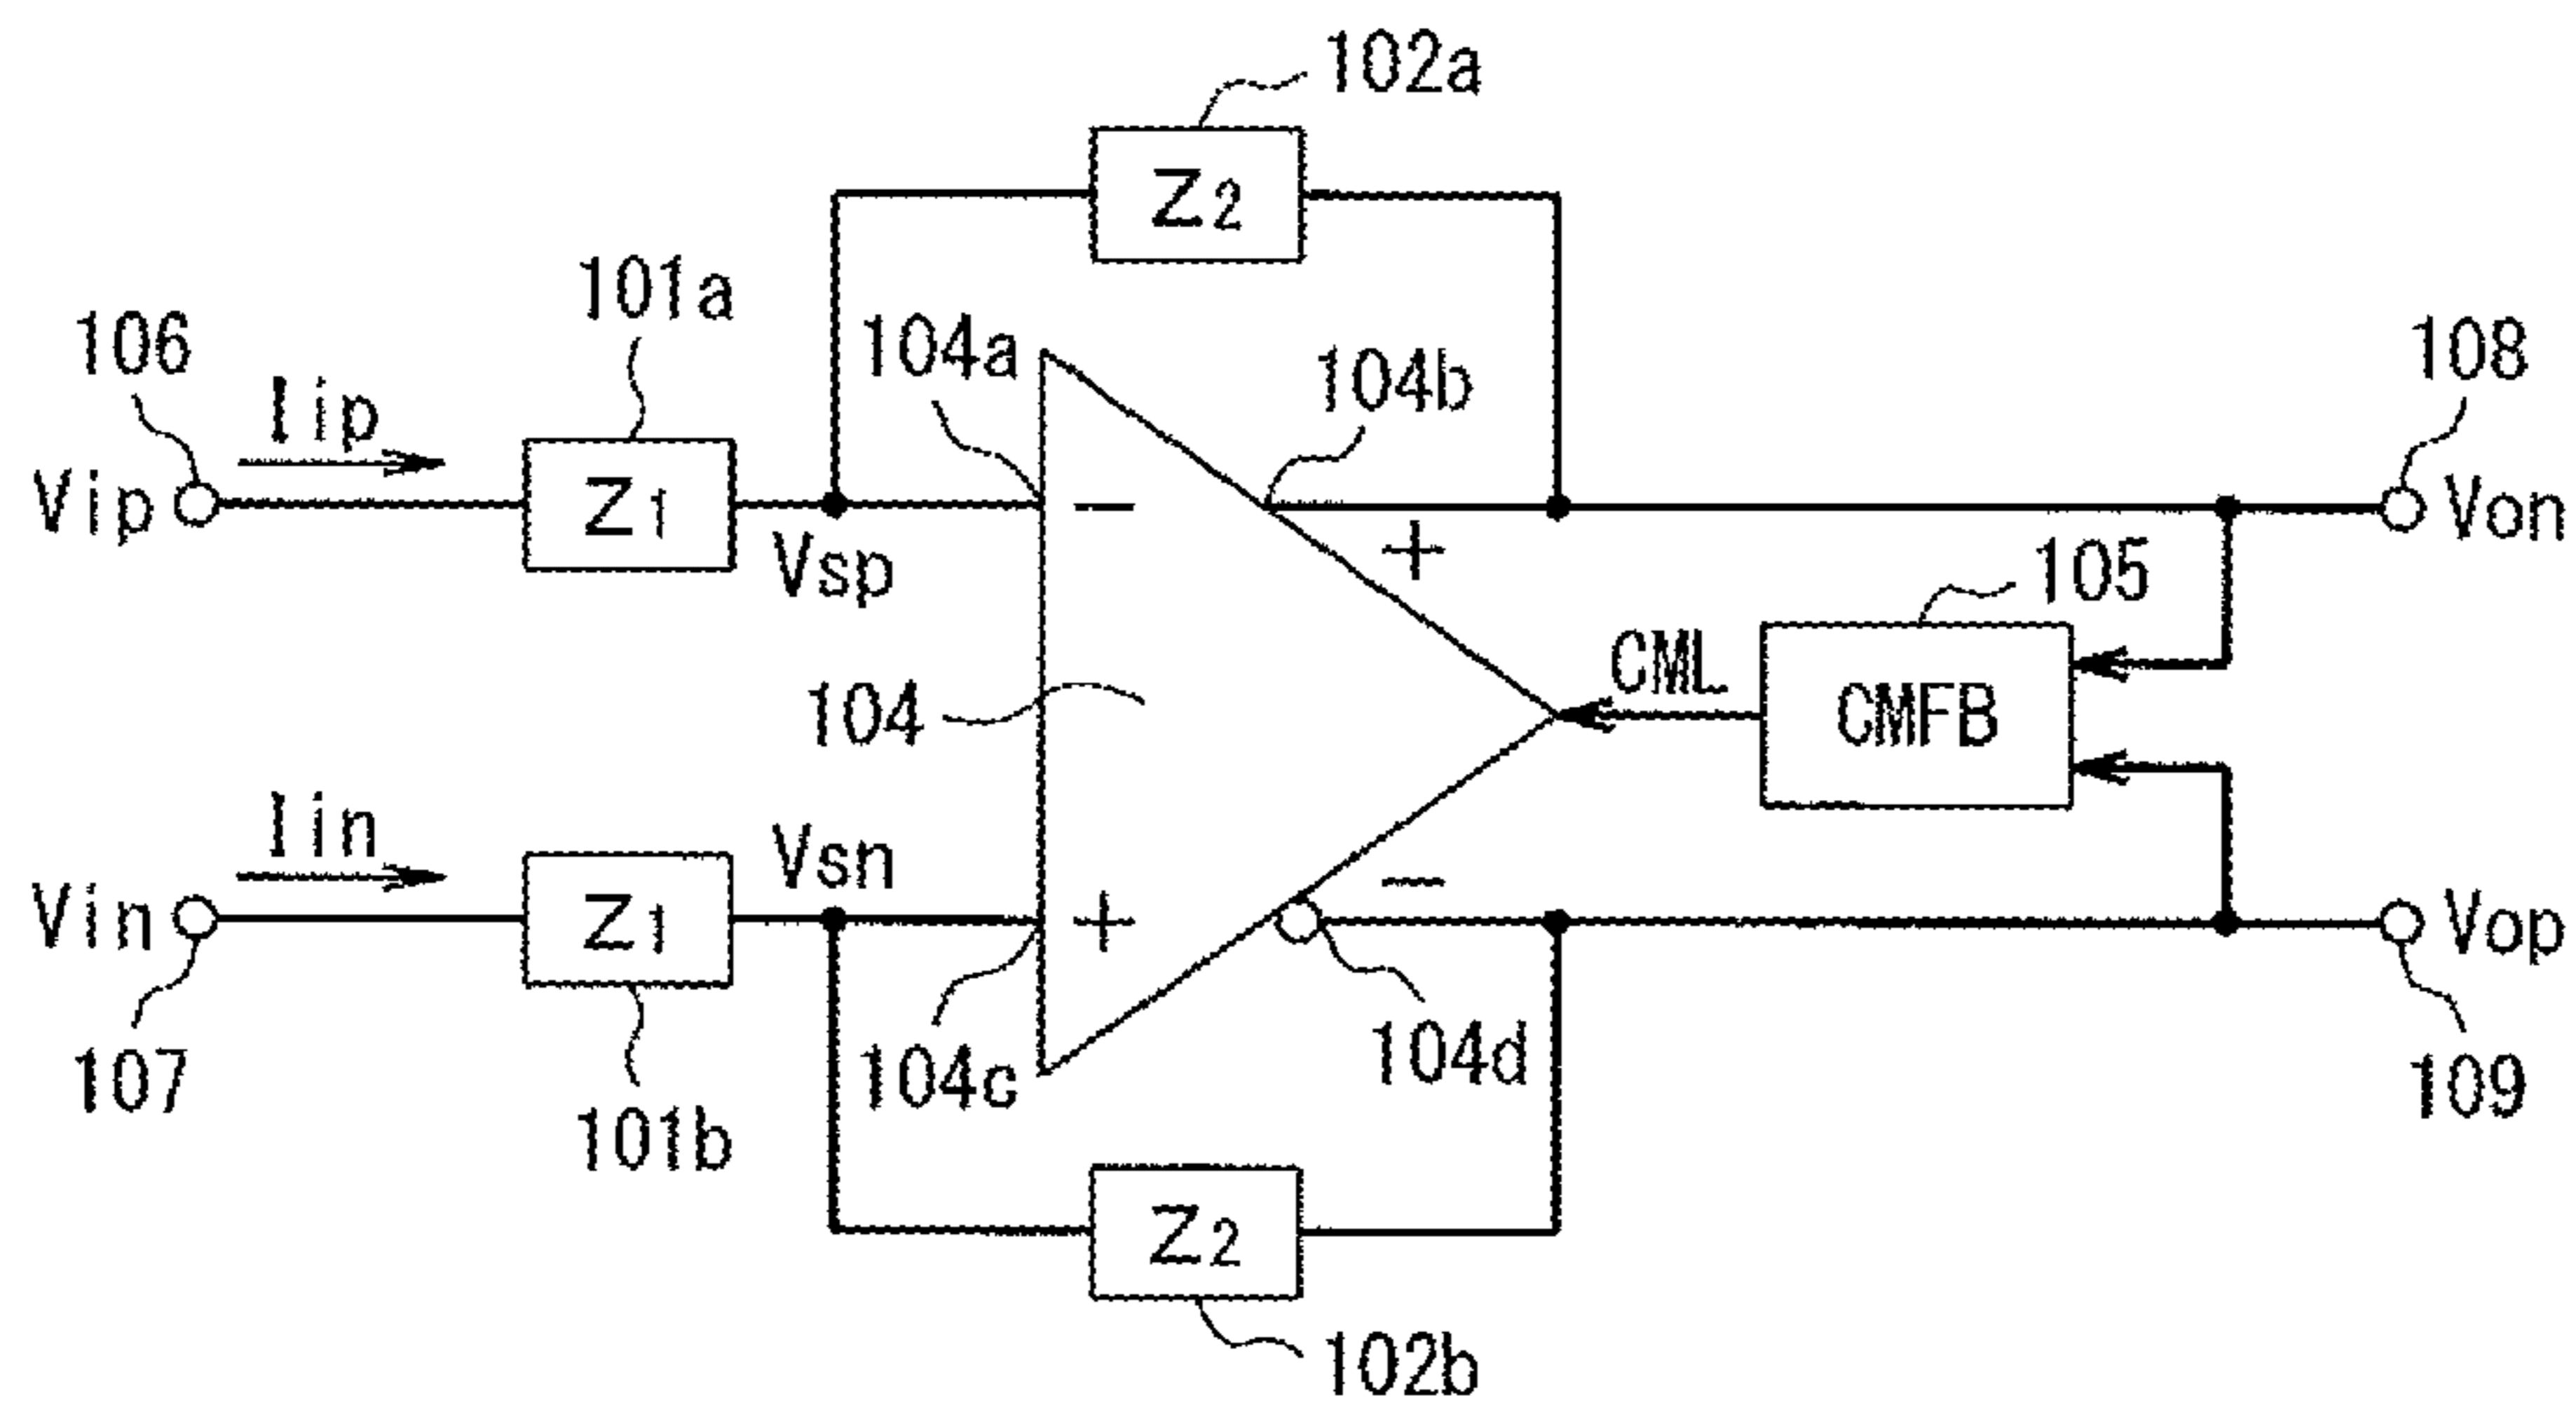 102a
Z2
101a
106
Iip
104a
104b
108
Vip
Z1
−
Von
Vsp
+
105
CML
104
CMFB
Iin
Vsn
−
Vin
Z1
+
Vop
107
104c
104d
109
101b
Z2
102b